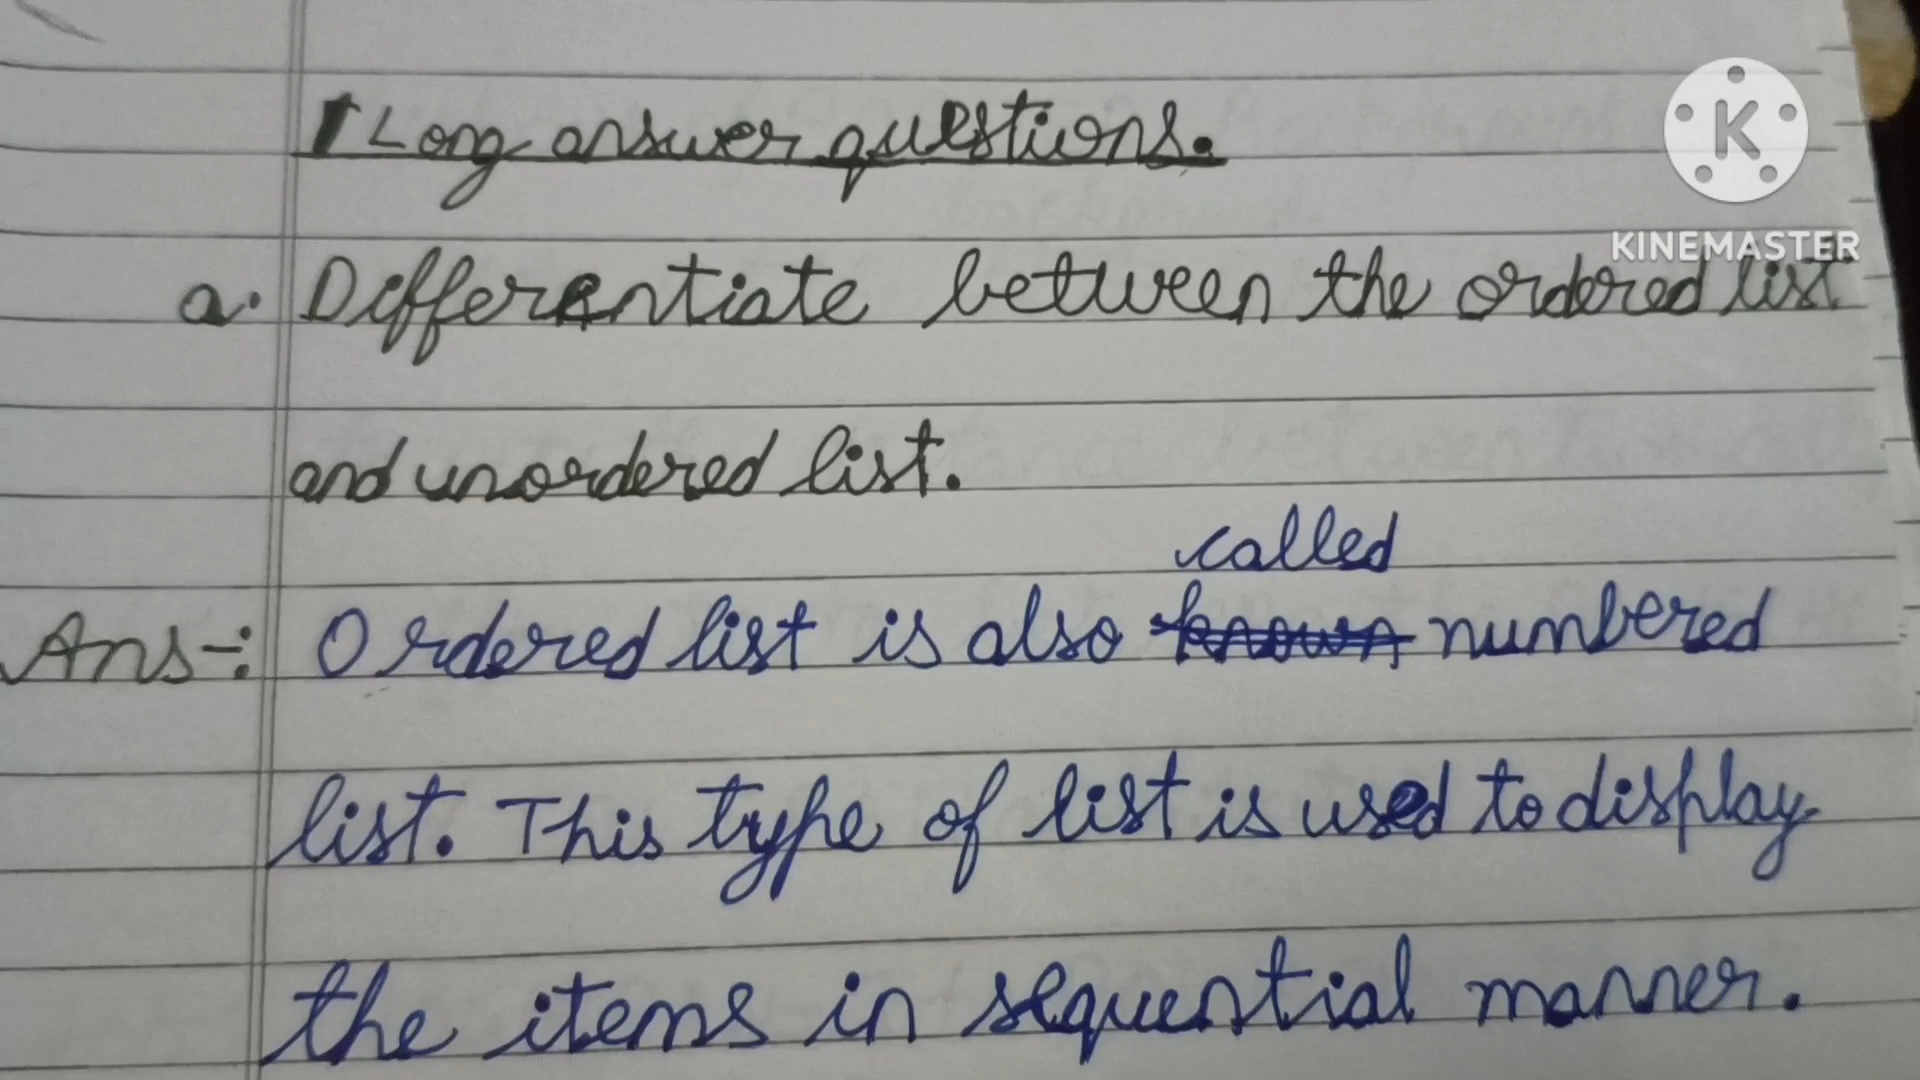 Long answer questions.
K
KINEMASTER
a. Differentiate between the ordered list
and unordered list.
called
Ans-: Ordered list is also known numbered
list. This type of list is used to display
the items in sequential manner.